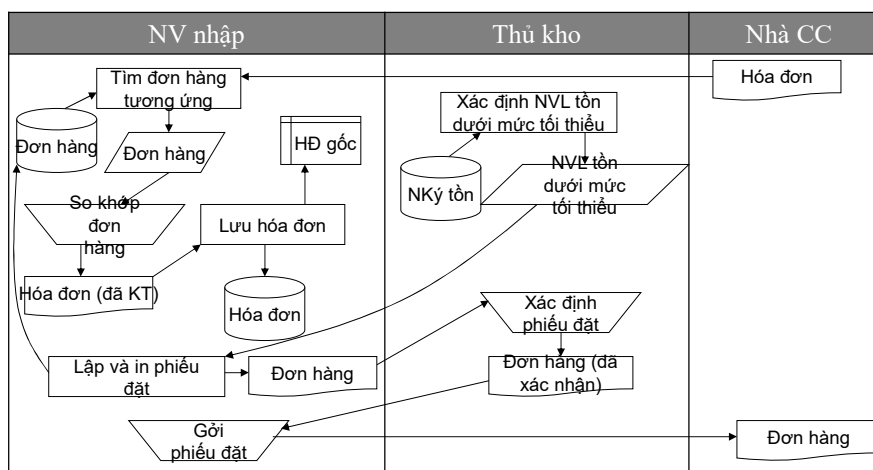 NV nhập
Thủ kho
Nhà CC
Tìm đơn hàng
tương ứng
Hóa đơn
Xác định NVL tồn
dưới mức tối thiểu
Đơn hàng
Đơn hàng
HĐ gốc
NKý tồn
NVL tồn
dưới mức
tối thiểu
So khớp
đơn
hàng
Lưu hóa đơn
Hóa đơn (đã KT)
Hóa đơn
Xác định
phiếu đặt
Lập và in phiếu
đặt
Đơn hàng
Đơn hàng (đã
xác nhận)
Gởi
phiếu đặt
Đơn hàng